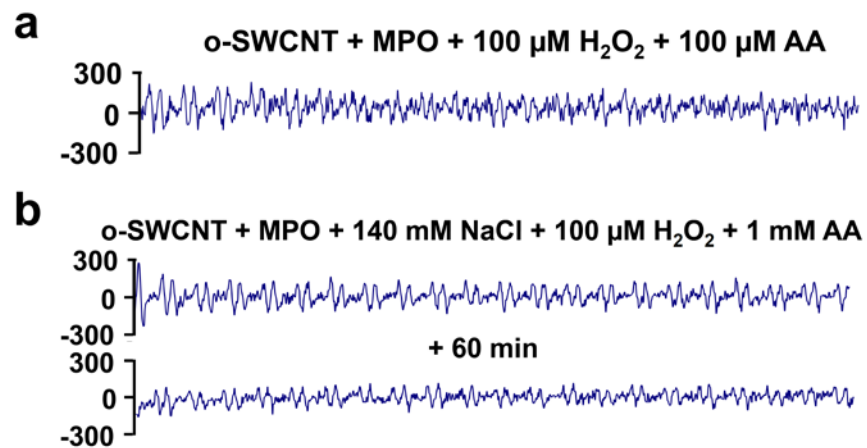 a
o-SWCNT + MPO + 100 µM H₂O₂ + 100 µM AA
300
0
-300
b
o-SWCNT + MPO + 140 mM NaCl + 100 µM H₂O₂ + 1 mM AA
300
0
-300
+ 60 min
300
0
-300